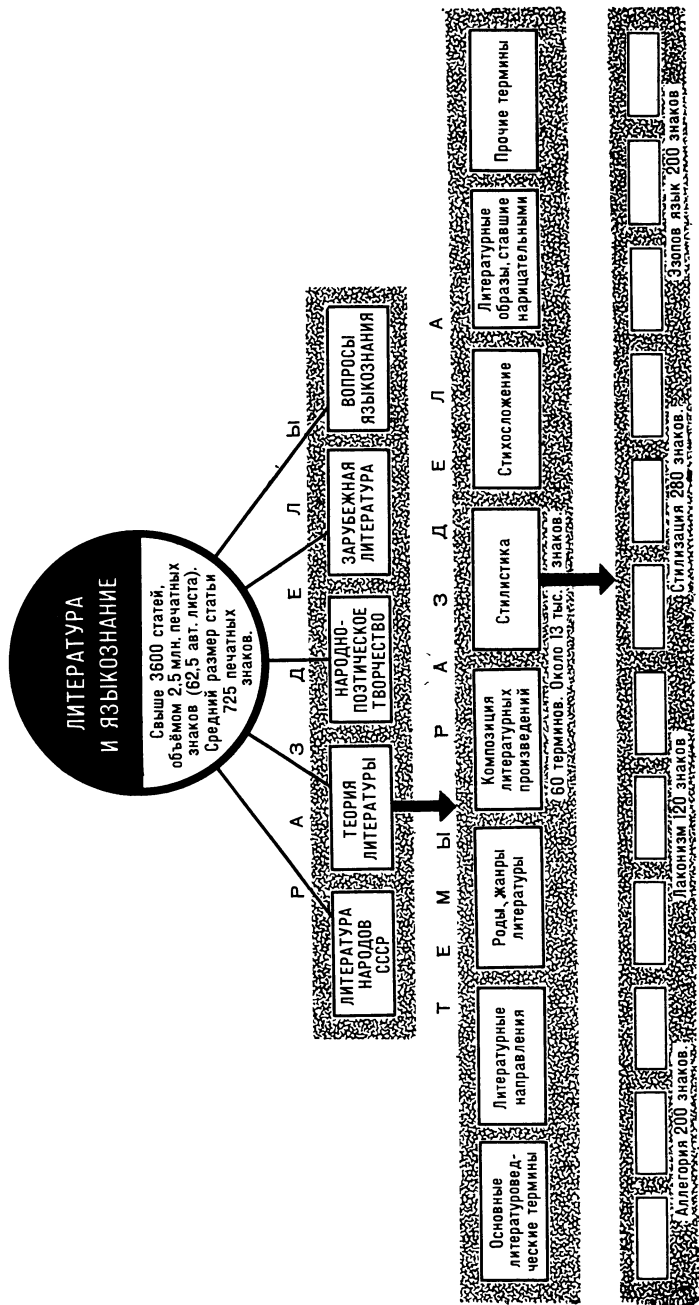 ЛИТЕРАТУРА
И ЯЗЫКОЗНАНИЕ
Свыше 3600 статей,
объёмом 2,5 млн. печатных
знаков (62,5 авт. листа).
Средний размер статьи
725 печатных
знаков.
РАЗДЕЛЫ
ЛИТЕРАТУРА
НАРОДОВ
СССР
ТЕОРИЯ
ЛИТЕРАТУРЫ
НАРОДНО-
ПОЭТИЧЕСКОЕ
ТВОРЧЕСТВО
ЗАРУБЕЖНАЯ
ЛИТЕРАТУРА
ВОПРОСЫ
ЯЗЫКОЗНАНИЯ
ТЕМЫ РАЗДЕЛА
Основные
литературовед-
ческие термины
Литературные
направления
Роды, жанры
литературы
Композиция
литературных
произведений
Стилистика
Стихосложение
Литературные
образы, ставшие
нарицательными
Прочие термины
60 терминов. Около 13 тыс. знаков.
Аллегория 200 знаков.
Лаконизм 120 знаков
Стилизация 280 знаков.
Эзопов язык 200 знаков